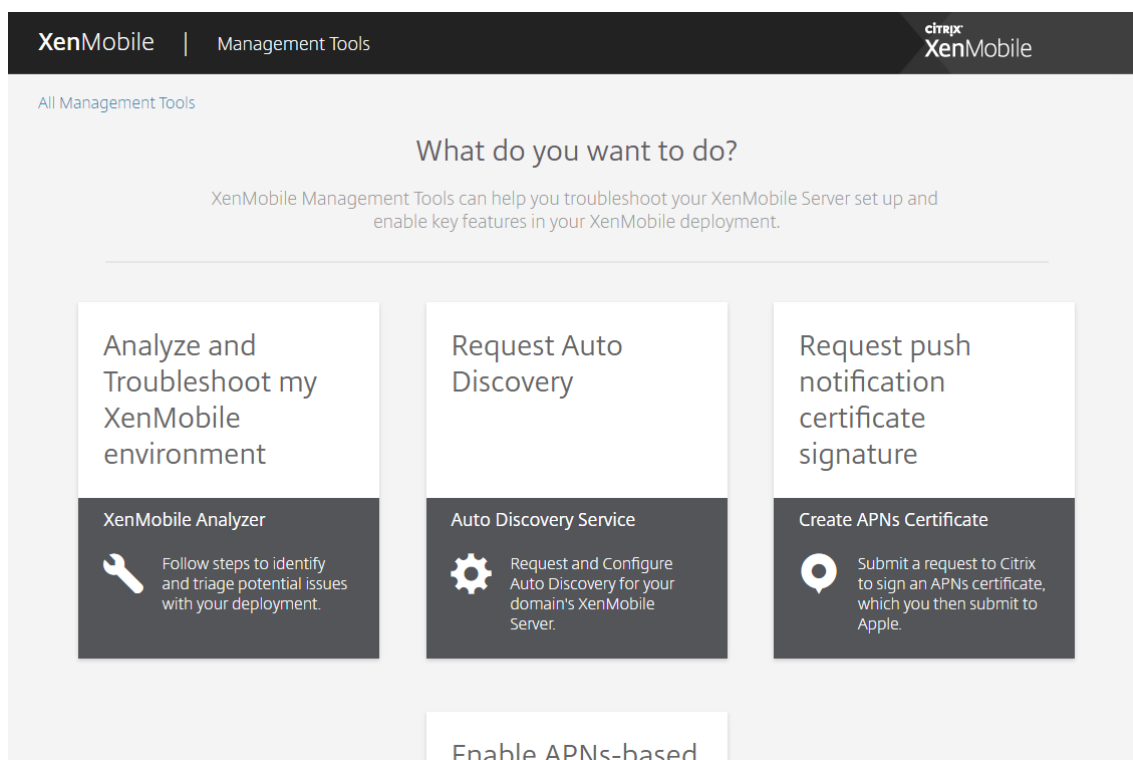 XenMobile | Management Tools
citrix
XenMobile
All Management Tools
What do you want to do?
XenMobile Management Tools can help you troubleshoot your XenMobile Server set up and
enable key features in your XenMobile deployment.
Analyze and
Troubleshoot my
XenMobile
environment
XenMobile Analyzer
Follow steps to identify
and triage potential issues
with your deployment.
Request Auto
Discovery
Auto Discovery Service
Request and Configure
Auto Discovery for your
domain's XenMobile
Server.
Request push
notification
certificate
signature
Create APNs Certificate
Submit a request to Citrix
to sign an APNs certificate,
which you then submit to
Apple.
Enable APNs-based